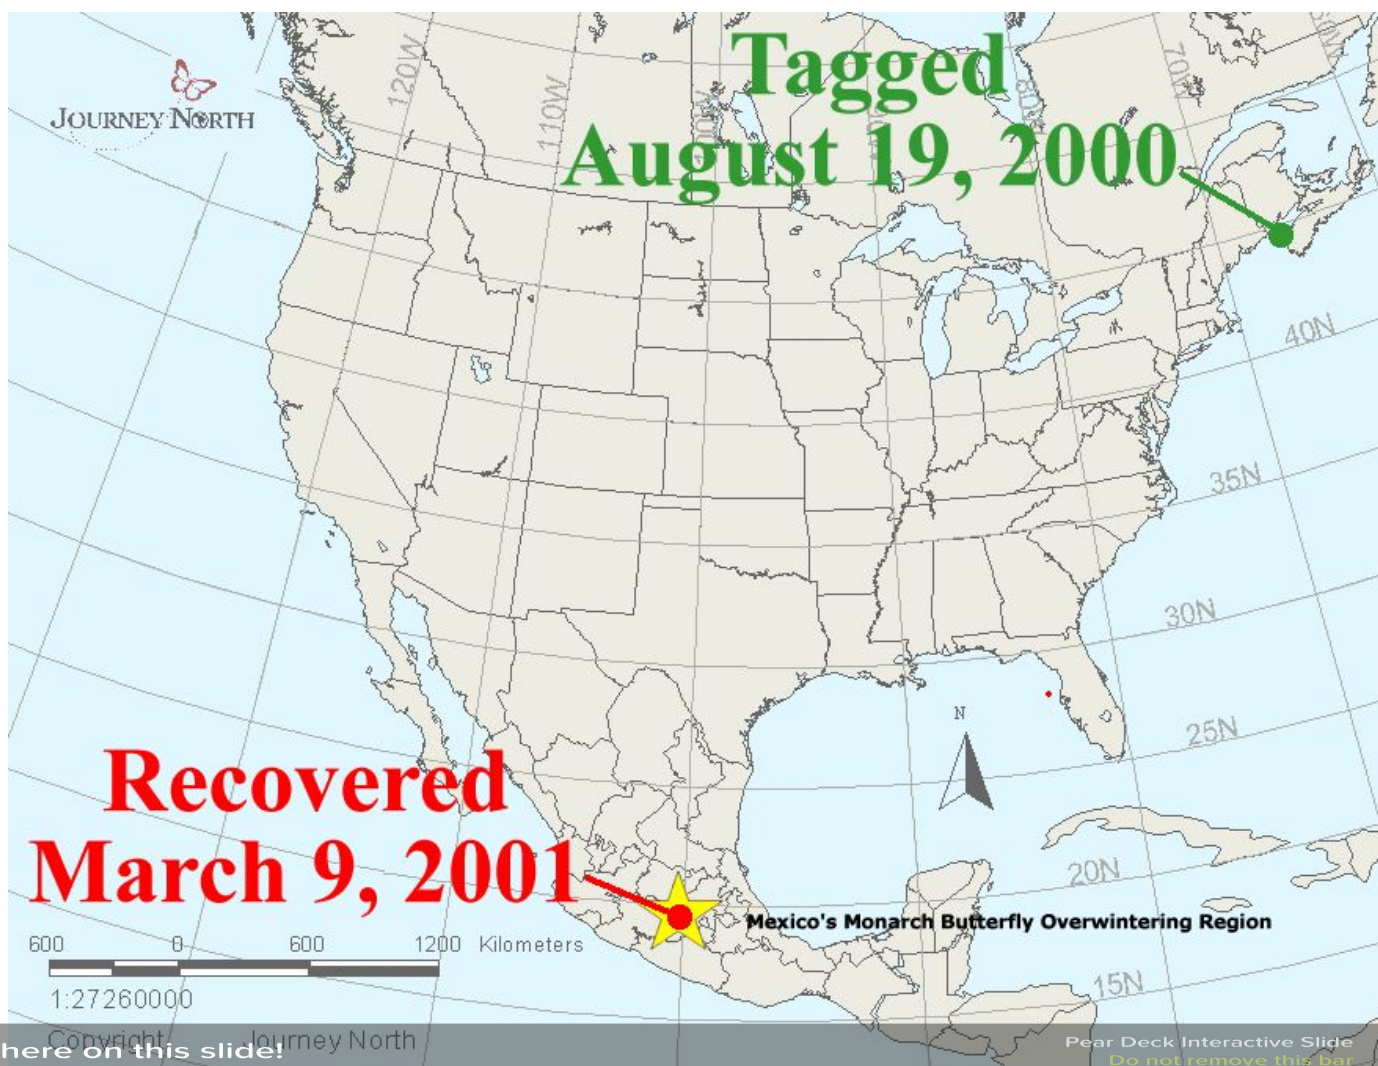 Tagged
August 19, 2000
JOURNEY NORTH
120W
110W
70W
40N
35N
30N
N
25N
Recovered
March 9, 2001
20N
Mexico's Monarch Butterfly Overwintering Region
600 0 600 1200 Kilometers
15N
1:27260000
Copyright Journey North
here on this slide!
Pear Deck Interactive Slide
Do not remove this bar